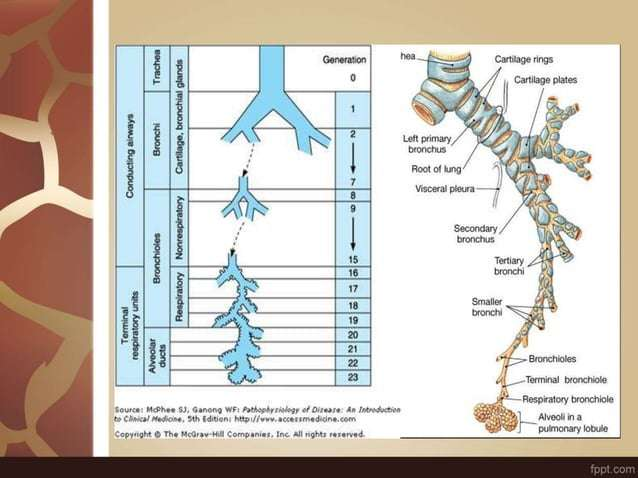 Generation
Trachea
0
Conducting airways
Bronchi
Cartilage, bronchial glands
1
2
7
Bronchioles
Nonrespiratory
8
9
15
Terminal
respiratory units
Respiratory
16
17
18
19
Alveolar
ducts
20
21
22
23
Source: McPhee SJ, Ganong WF: Pathophysiology of Disease: An Introduction
to Clinical Medicine, 5th Edition: http://www.accessmedicine.com
Copyright © The McGraw-Hill Companies, Inc. All rights reserved.
hea
Cartilage rings
Cartilage plates
Left primary
bronchus
Root of lung
Visceral pleura
Secondary
bronchus
Tertiary
bronchi
Smaller
bronchi
Bronchioles
Terminal bronchiole
Respiratory bronchiole
Alveoli in a
pulmonary lobule
fppt.com